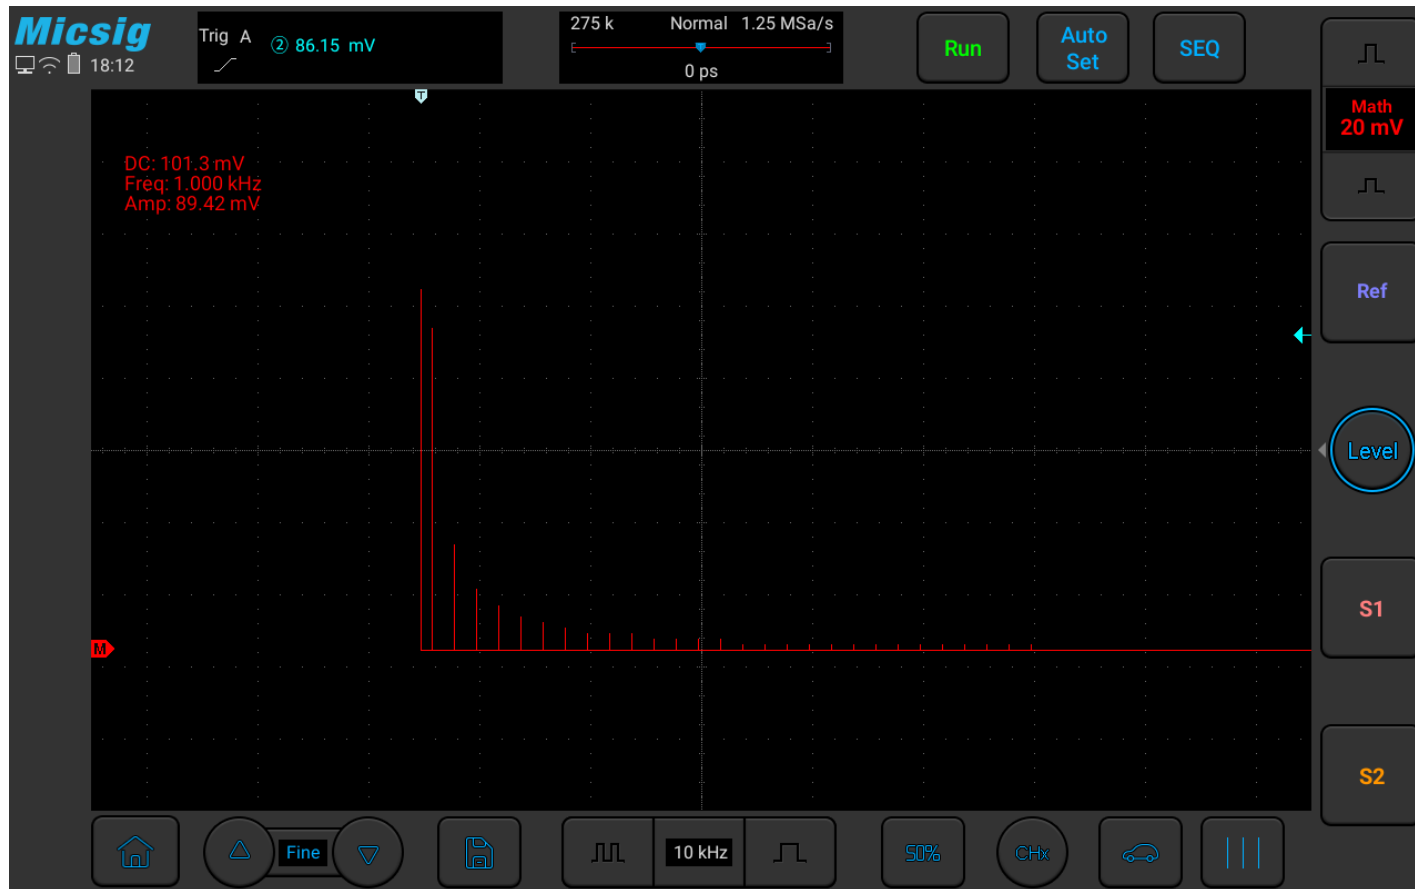 Micsig
18:12
Trig A ② 86.15 mV
275 k Normal 1.25 MSa/s
0 ps
Run
Auto
Set
SEQ
T
Math
20 mV
DC: 101.3 mV
Freq: 1.000 kHz
Amp: 89.42 mV
Ref
Level
M
S1
S2
Fine
10 kHz
50%
CHx